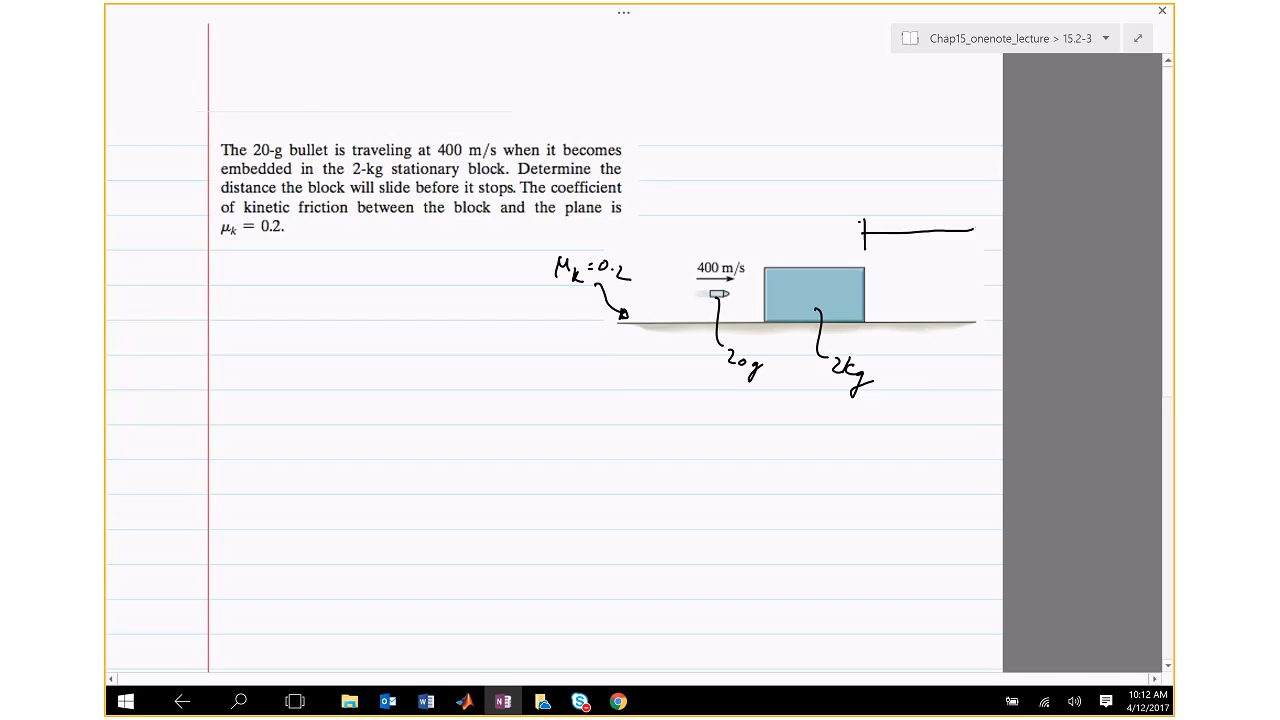 Chap15_onenote_lecture > 15.2-3
The 20-g bullet is traveling at 400 m/s when it becomes
embedded in the 2-kg stationary block. Determine the
distance the block will slide before it stops. The coefficient
of kinetic friction between the block and the plane is
μk = 0.2.
μk = 0.2
400 m/s
20g
2kg
10:12 AM
4/12/2017